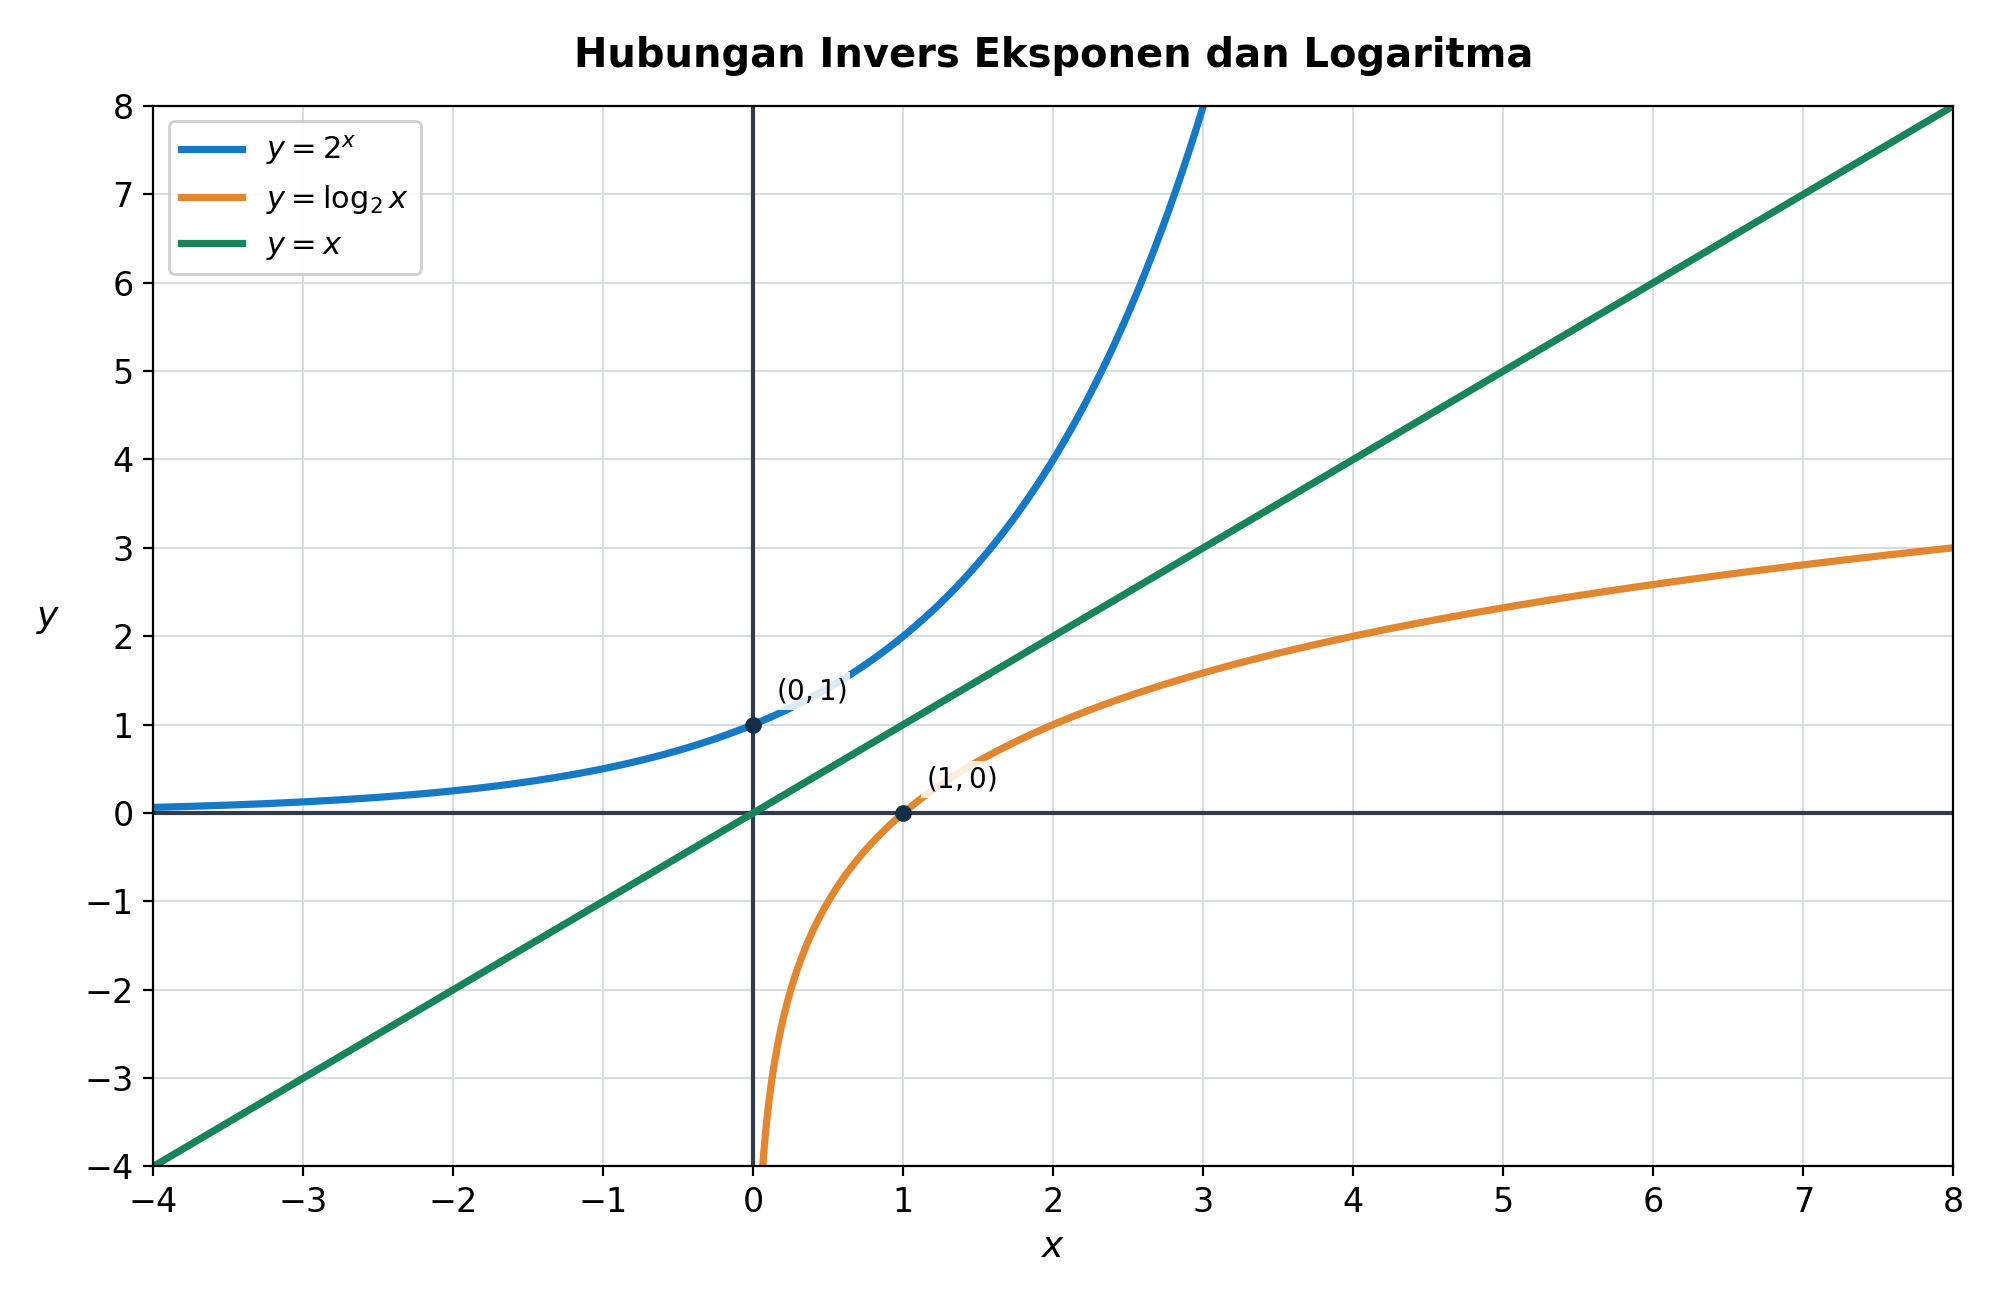 Hubungan Invers Eksponen dan Logaritma
y = 2^x
y = log₂ x
y = x
8
7
6
5
4
3
2
1
0
−1
−2
−3
−4
y
(0, 1)
(1, 0)
−4 −3 −2 −1 0 1 2 3 4 5 6 7 8
x